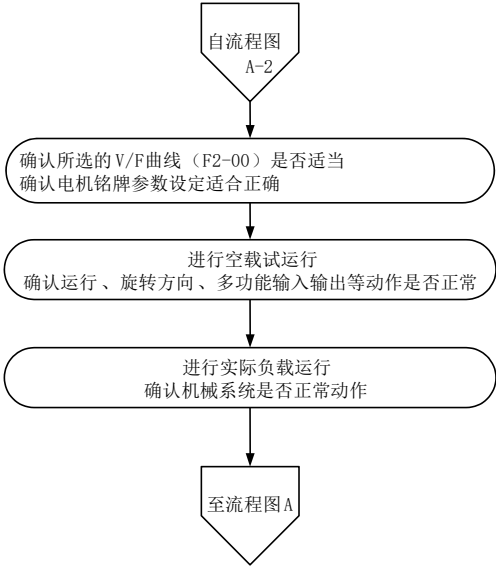 自流程图
A-2
确认所选的V/F曲线（F2-00）是否适当
确认电机铭牌参数设定适合正确
进行空载试运行
确认运行、旋转方向、多功能输入输出等动作是否正常
进行实际负载运行
确认机械系统是否正常动作
至流程图A